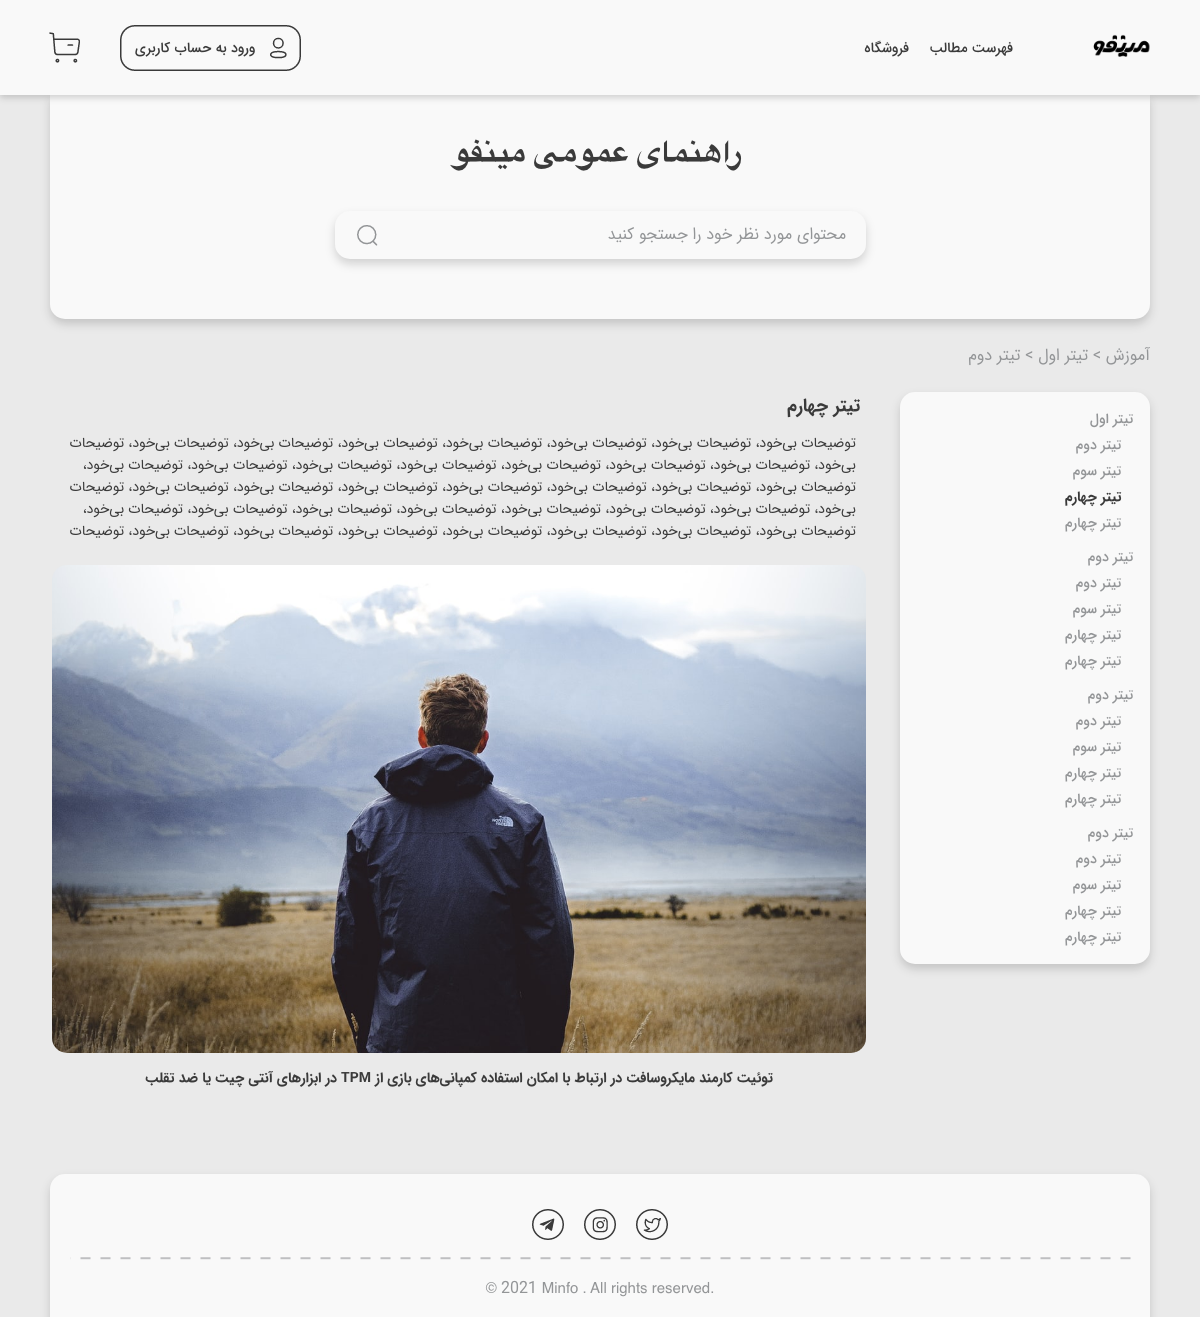 مینفو
فهرست مطالب
فروشگاه
ورود به حساب کاربری
راهنمای عمومی مینفو
محتوای مورد نظر خود را جستجو کنید
آموزش > تیتر اول > تیتر دوم
تیتر اول
تیتر دوم
تیتر سوم
تیتر چهارم
تیتر چهارم
تیتر دوم
تیتر دوم
تیتر سوم
تیتر چهارم
تیتر چهارم
تیتر دوم
تیتر دوم
تیتر سوم
تیتر چهارم
تیتر چهارم
تیتر دوم
تیتر دوم
تیتر سوم
تیتر چهارم
تیتر چهارم
تیتر چهارم
توضیحات بی‌خود، توضیحات بی‌خود، توضیحات بی‌خود، توضیحات بی‌خود، توضیحات بی‌خود، توضیحات بی‌خود، توضیحات بی‌خود، توضیحات
بی‌خود، توضیحات بی‌خود، توضیحات بی‌خود، توضیحات بی‌خود، توضیحات بی‌خود، توضیحات بی‌خود، توضیحات بی‌خود، توضیحات بی‌خود،
توضیحات بی‌خود، توضیحات بی‌خود، توضیحات بی‌خود، توضیحات بی‌خود، توضیحات بی‌خود، توضیحات بی‌خود، توضیحات بی‌خود، توضیحات
بی‌خود، توضیحات بی‌خود، توضیحات بی‌خود، توضیحات بی‌خود، توضیحات بی‌خود، توضیحات بی‌خود، توضیحات بی‌خود، توضیحات بی‌خود،
توضیحات بی‌خود، توضیحات بی‌خود، توضیحات بی‌خود، توضیحات بی‌خود، توضیحات بی‌خود، توضیحات بی‌خود، توضیحات بی‌خود، توضیحات
توئیت کارمند مایکروسافت در ارتباط با امکان استفاده کمپانی‌های بازی از TPM در ابزارهای آنتی چیت یا ضد تقلب
© 2021 Minfo . All rights reserved.